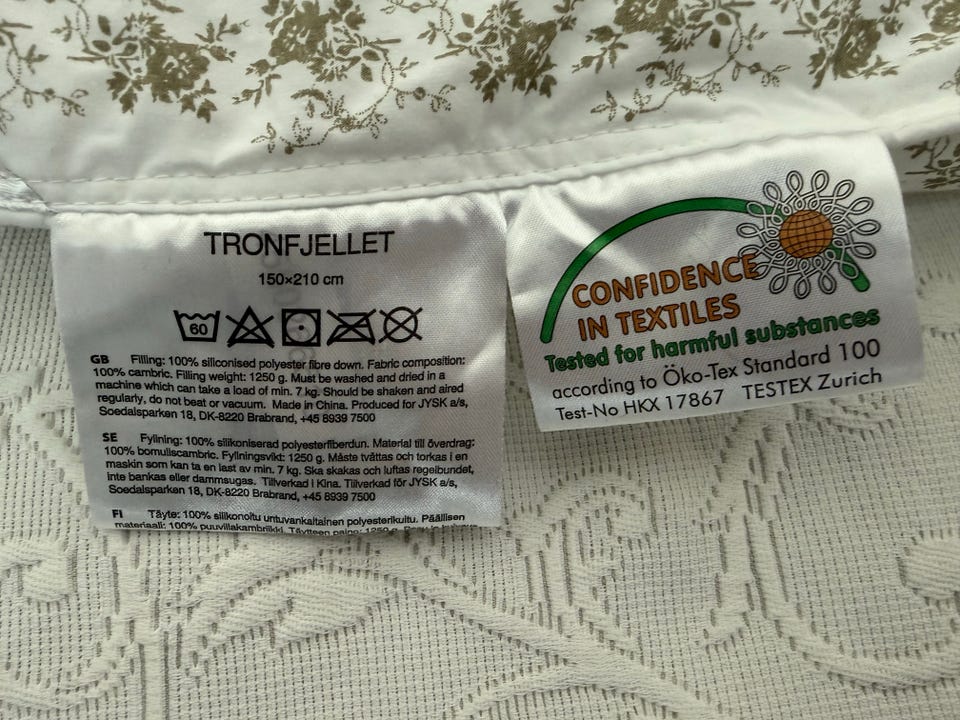 TRONFJELLET
150×210 cm
60
GB Filling: 100% siliconised polyester fibre down. Fabric composition:
100% cambric. Filling weight: 1250 g. Must be washed and dried in a
machine which can take a load of min. 7 kg. Should be shaken and aired
regularly, do not beat or vacuum. Made in China. Produced for JYSK a/s,
Soedalsparken 18, DK-8220 Brabrand, +45 8939 7500
SE Fyllning: 100% silikoniserad polyesterfiberdun. Material till överdrag:
100% bomullscambric. Fyllningsvikt: 1250 g. Måste tvättas och torkas i en
maskin som kan ta en last av min. 7 kg. Ska skakas och luftas regelbundet,
inte bankas eller dammsugas. Tillverkad i Kina. Tillverkad för JYSK a/s,
Soedalsparken 18, DK-8220 Brabrand, +45 8939 7500
FI Täyte: 100% silikonoitu untuvankaltainen polyesterikuitu. Päällisen
materiaali: 100% puuvillakambriikki. Täytteen paino: 1250 g.
CONFIDENCE
IN TEXTILES
Tested for harmful substances
according to Öko-Tex Standard 100
Test-No HKX 17867 TESTEX Zurich